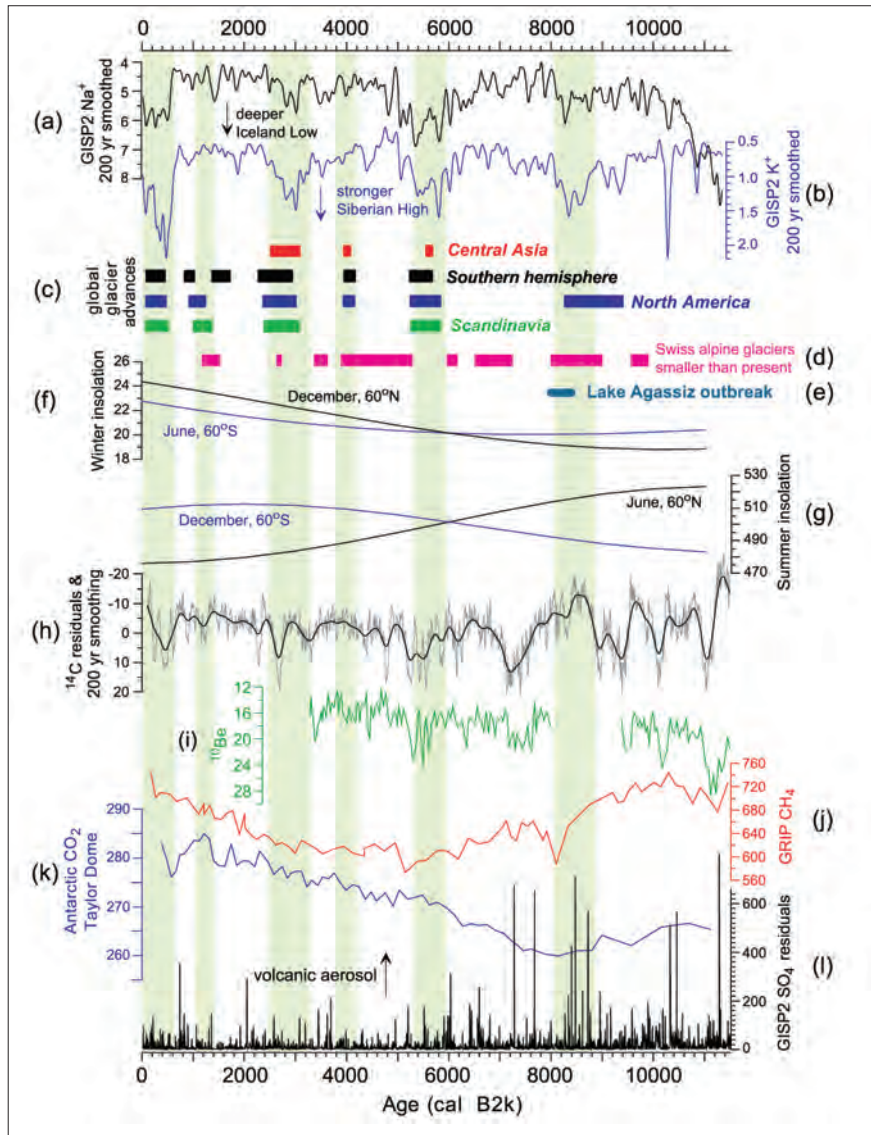 0 2000 4000 6000 8000 10000
(a)
GISP2 Na+
200 yr smoothed
4
5
6
7
8
deeper
Iceland Low
stronger
Siberian High
0.5
1.0
1.5
2.0
GISP2 K+
200 yr smoothed
(b)
(c)
global
glacier
advances
Central Asia
Southern hemisphere
North America
Scandinavia
Swiss alpine glaciers
smaller than present
(d)
Lake Agassiz outbreak
(e)
(f)
Winter insolation
26
24
22
20
18
December, 60°N
June, 60°S
December, 60°S
June, 60°N
530
510
490
470
Summer insolation
(g)
(h)
14C residuals &
200 yr smoothing
-20
-10
0
10
20
(i)
10Be
12
16
20
24
28
760
720
680
640
600
560
GRIP CH4
(j)
(k)
Antarctic CO2
Taylor Dome
290
280
270
260
volcanic aerosol
600
400
200
0
GISP2 SO4 residuals
(l)
0 2000 4000 6000 8000 10000
Age (cal B2k)